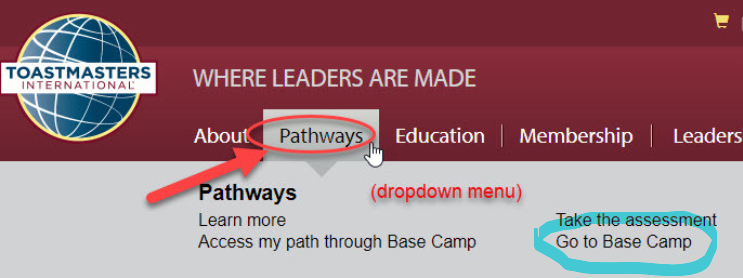 TOASTMASTERS
INTERNATIONAL
WHERE LEADERS ARE MADE
About Pathways Education Membership Leaders
Pathways (dropdown menu)
Learn more Take the assessment
Access my path through Base Camp Go to Base Camp